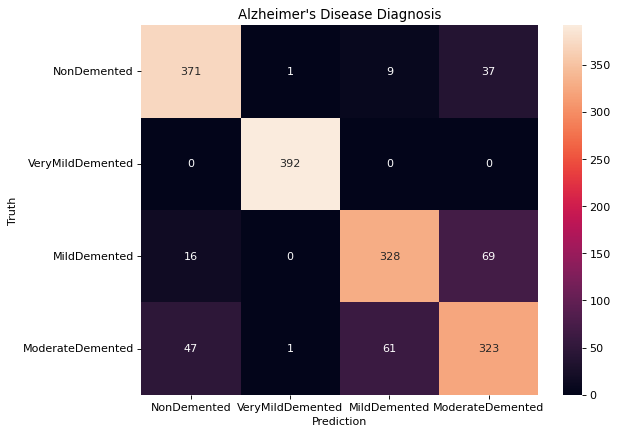 Alzheimer's Disease Diagnosis
Truth
NonDemented
371 1 9 37
VeryMildDemented
0 392 0 0
MildDemented
16 0 328 69
ModerateDemented
47 1 61 323
NonDemented VeryMildDemented MildDemented ModerateDemented
Prediction
350
300
250
200
150
100
50
0